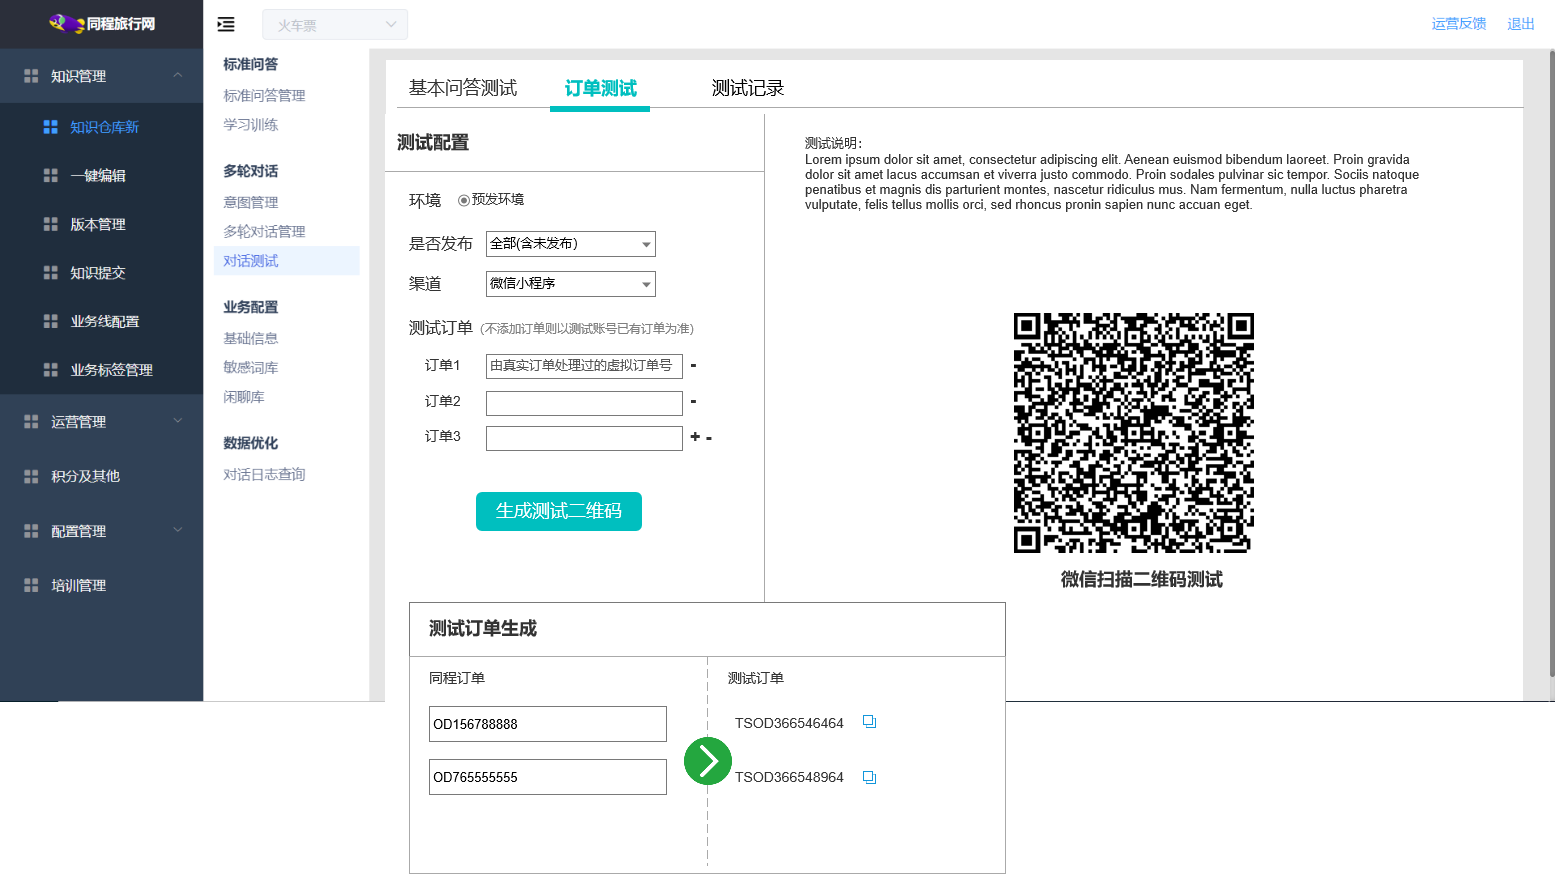 同程旅行网
火车票
运营反馈
退出
知识管理
知识仓库新
一键编辑
版本管理
知识提交
业务线配置
业务标签管理
运营管理
积分及其他
配置管理
培训管理
标准问答
标准问答管理
学习训练
多轮对话
意图管理
多轮对话管理
对话测试
业务配置
基础信息
敏感词库
闲聊库
数据优化
对话日志查询
基本问答测试
订单测试
测试记录
测试配置
环境
预发环境
是否发布
全部(含未发布)
渠道
微信小程序
测试订单 (不添加订单则以测试账号已有订单为准)
订单1
由真实订单处理过的虚拟订单号
-
订单2
-
订单3
+ -
生成测试二维码
测试说明：
Lorem ipsum dolor sit amet, consectetur adipiscing elit. Aenean euismod bibendum laoreet. Proin gravida
dolor sit amet lacus accumsan et viverra justo commodo. Proin sodales pulvinar sic tempor. Sociis natoque
penatibus et magnis dis parturient montes, nascetur ridiculus mus. Nam fermentum, nulla luctus pharetra
vulputate, felis tellus mollis orci, sed rhoncus pronin sapien nunc accuan eget.
微信扫描二维码测试
测试订单生成
同程订单
测试订单
OD156788888
TSOD366546464
OD765555555
TSOD366548964